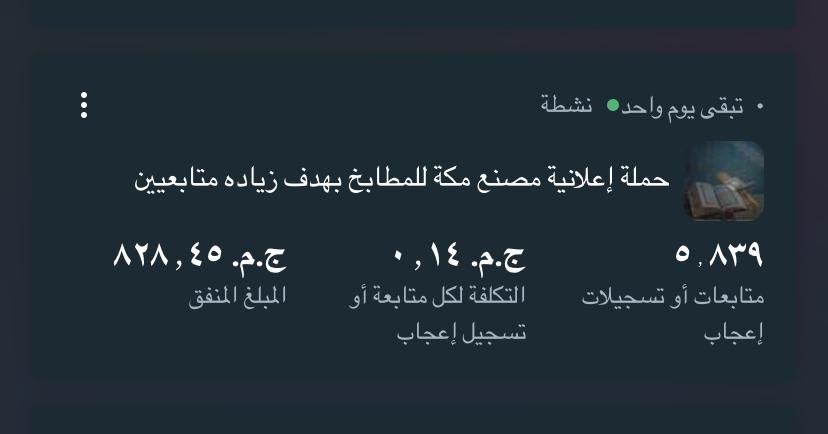 • تبقى يوم واحد ● نشطة
حملة إعلانية مصنع مكة للمطابخ بهدف زياده متابعيين
٥,٨٣٩ ج.م. ٠,١٤ ج.م. ٨٢٨,٤٥
متابعات أو تسجيلات التكلفة لكل متابعة أو المبلغ المنفق
إعجاب تسجيل إعجاب